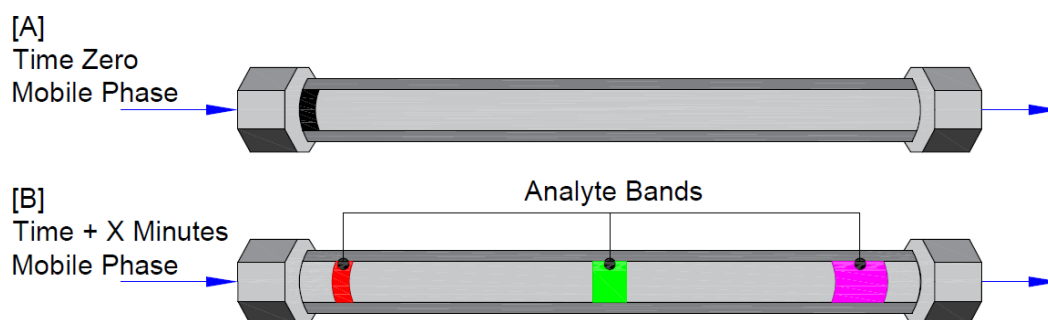 [A]
Time Zero
Mobile Phase
[B]
Time + X Minutes
Mobile Phase
Analyte Bands